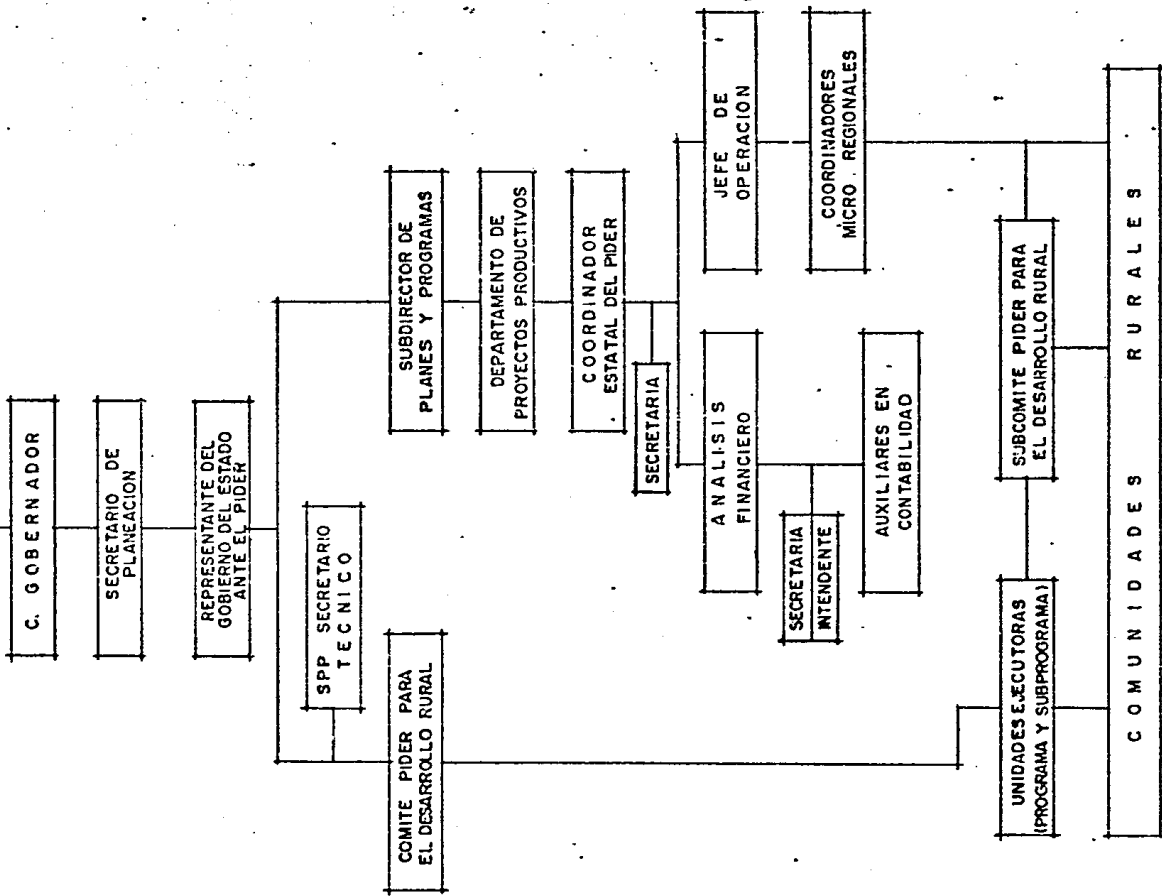 C. GOBERNADOR
SECRETARIO DE
PLANEACION
REPRESENTANTE DEL
GOBIERNO DEL ESTADO
ANTE EL PIDER
SPP SECRETARIO
TECNICO
COMITE PIDER PARA
EL DESARROLLO RURAL
SUBDIRECTOR DE
PLANES Y PROGRAMAS
DEPARTAMENTO DE
PROYECTOS PRODUCTIVOS
COORDINADOR
ESTATAL DEL PIDER
SECRETARIA
ANALISIS
FINANCIERO
SECRETARIA
INTENDENTE
AUXILIARES EN
CONTABILIDAD
JEFE DE
OPERACION
COORDINADORES
MICRO. REGIONALES
UNIDADES EJECUTORAS
(PROGRAMA Y SUBPROGRAMA)
SUBCOMITE PIDER PARA
EL DESARROLLO RURAL
COMUNIDADES RURALES